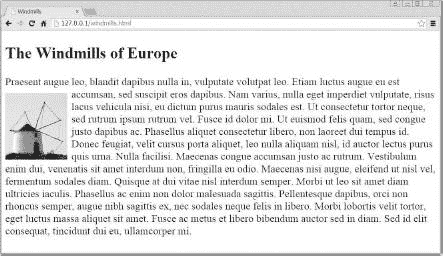 Windmills
127.0.0.1/windmills.html
The Windmills of Europe
Praesent augue leo, blandit dapibus nulla in, vulputate volutpat leo. Etiam luctus augue eu est
accumsan, sed suscipit eros dapibus. Nam varius, nulla eget imperdiet vulputate, risus
lacus vehicula nisi, eu dictum purus mauris sodales est. Ut consectetur tortor neque,
sed rutrum ipsum rutrum vel. Fusce id dolor mi. Ut euismod felis quam, sed congue
justo dapibus ac. Phasellus aliquet consectetur libero, non laoreet dui tempus id.
Donec feugiat, velit cursus porta aliquet, leo nulla aliquam nisl, id auctor lectus purus
quis urna. Nulla facilisi. Maecenas congue accumsan justo ac rutrum. Vestibulum
enim dui, venenatis sit amet interdum non, fringilla eu odio. Maecenas nisi augue, eleifend ut nisl vel,
fermentum sodales diam. Quisque at dui vitae nisl interdum semper. Morbi ut leo sit amet diam
ultricies iaculis. Phasellus ac enim non dolor malesuada sagittis. Pellentesque dapibus, orci non
rhoncus semper, augue nibh sagittis ex, nec sodales neque felis in libero. Morbi lobortis velit tortor,
eget luctus massa aliquet sit amet. Fusce ac metus et libero bibendum auctor sed in diam. Sed id elit
consequat, tincidunt dui eu, ullamcorper mi.